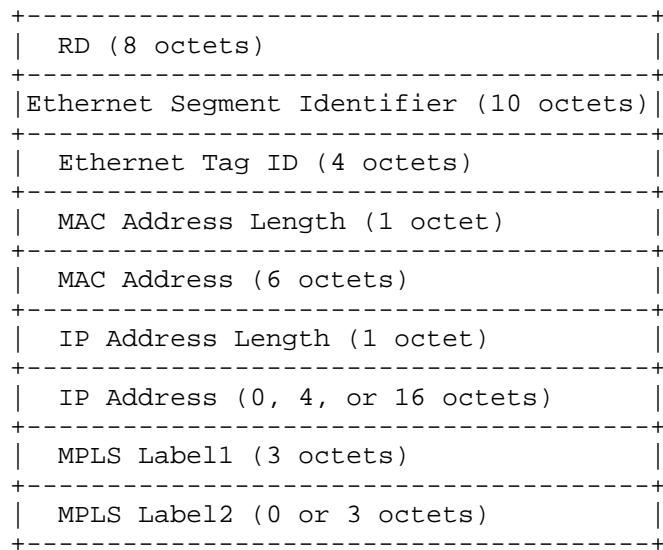 +---------------------------------------+
|  RD (8 octets)                        |
+---------------------------------------+
|Ethernet Segment Identifier (10 octets)|
+---------------------------------------+
|  Ethernet Tag ID (4 octets)           |
+---------------------------------------+
|  MAC Address Length (1 octet)         |
+---------------------------------------+
|  MAC Address (6 octets)               |
+---------------------------------------+
|  IP Address Length (1 octet)          |
+---------------------------------------+
|  IP Address (0, 4, or 16 octets)      |
+---------------------------------------+
|  MPLS Label1 (3 octets)               |
+---------------------------------------+
|  MPLS Label2 (0 or 3 octets)          |
+---------------------------------------+